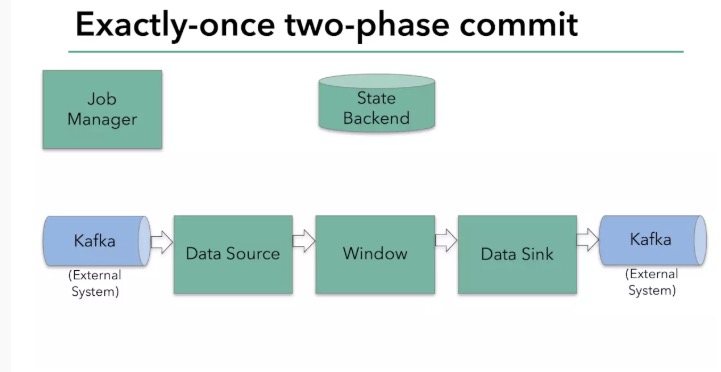 Exactly-once two-phase commit
Job
Manager
State
Backend
Kafka
(External
System)
Data Source
Window
Data Sink
Kafka
(External
System)